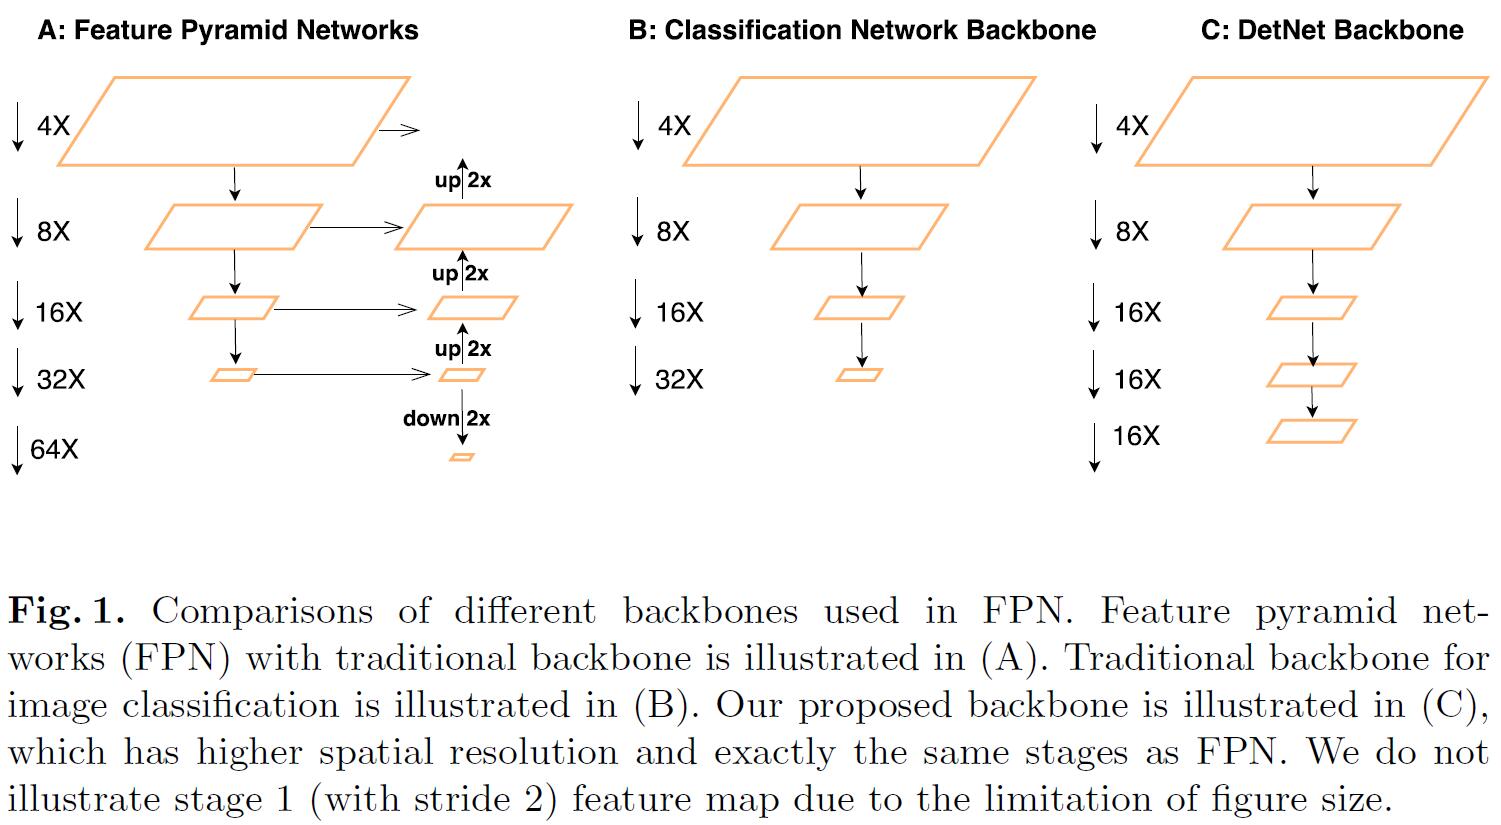 A: Feature Pyramid Networks
4X
up 2x
8X
up 2x
16X
up 2x
32X
down 2x
64X
B: Classification Network Backbone
4X
8X
16X
32X
C: DetNet Backbone
4X
8X
16X
16X
16X
Fig. 1. Comparisons of different backbones used in FPN. Feature pyramid net-
works (FPN) with traditional backbone is illustrated in (A). Traditional backbone for
image classification is illustrated in (B). Our proposed backbone is illustrated in (C),
which has higher spatial resolution and exactly the same stages as FPN. We do not
illustrate stage 1 (with stride 2) feature map due to the limitation of figure size.